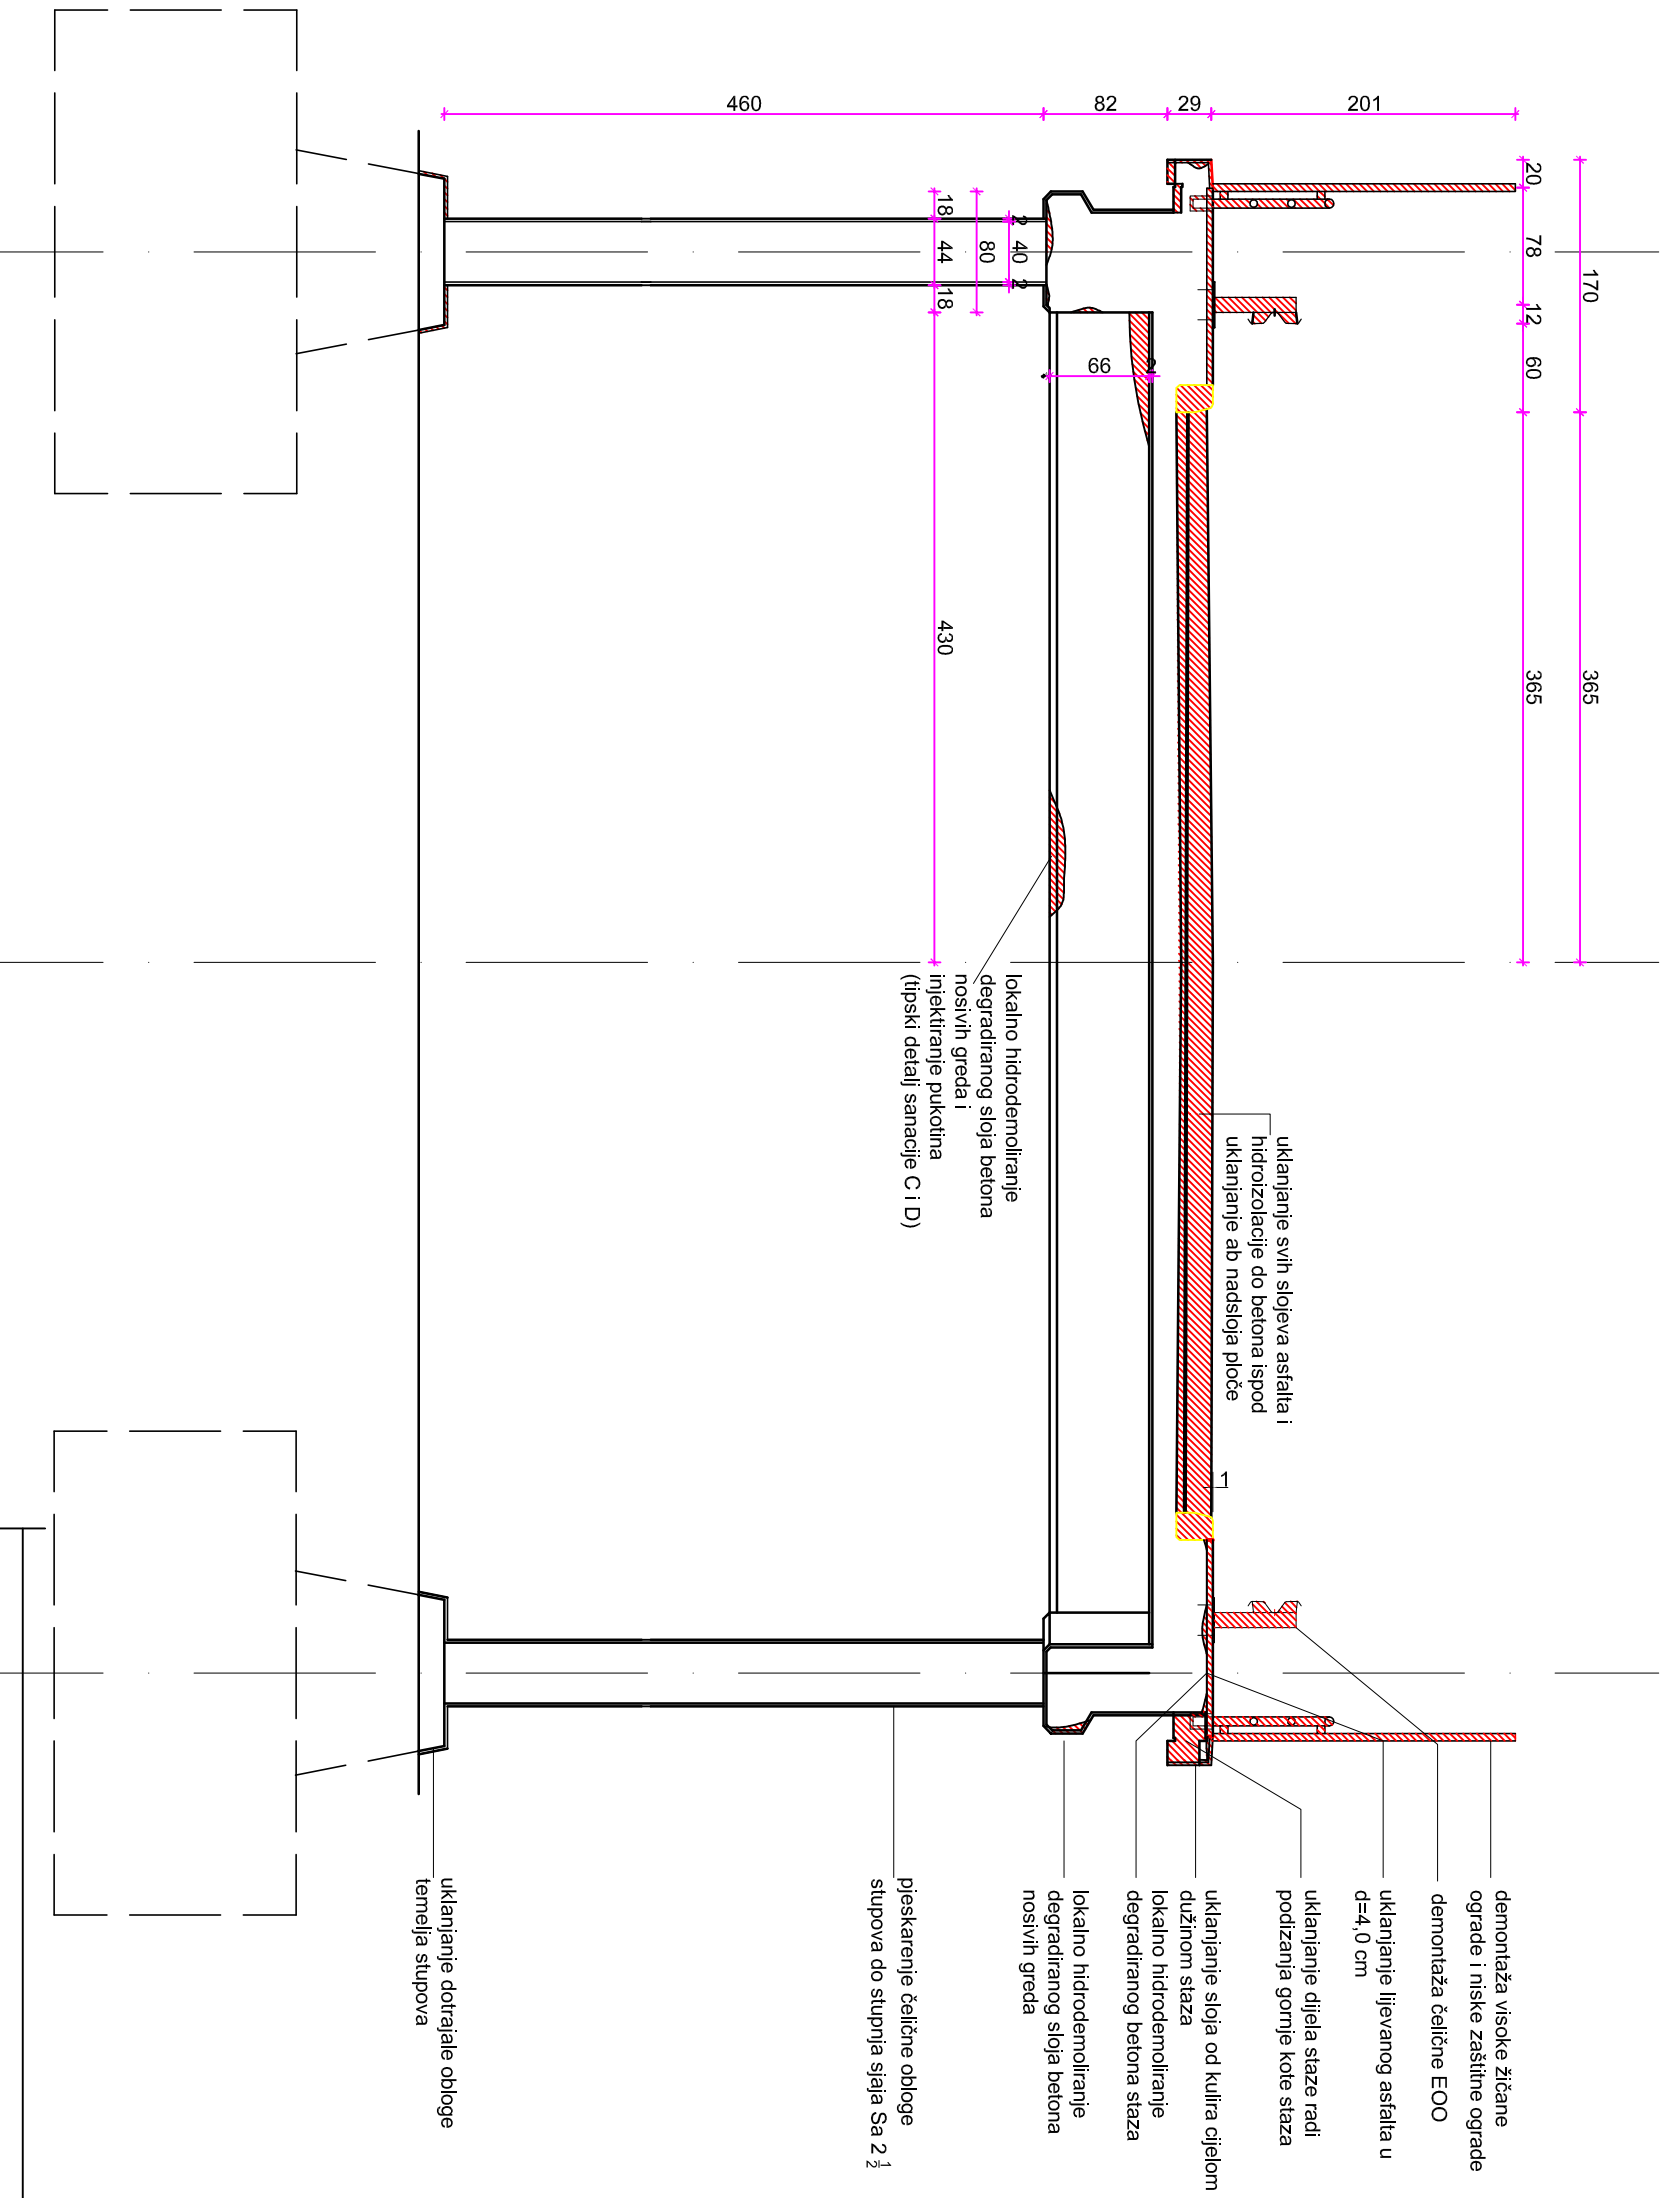 460
82
29
201
20
78
12
60
365
170
365
18
44
18
80
2
40
2
430
66
2
1
uklanjanje svih slojeva asfalta i
hidroizolacije do betona ispod
uklanjanje ab nadsloja ploče
lokalno hidrodemoliranje
degradiranog sloja betona
nosivih greda i
injektiranje pukotina
(tipski detalj sanacije C i D)
demontaža visoke žičane
ograde i niske zaštitne ograde
demontaža čelične EOO
uklanjanje lijevanog asfalta u
d=4,0 cm
uklanjanje dijela staze radi
podizanja gornje kote staza
uklanjanje sloja od kulira cijelom
dužinom staza
lokalno hidrodemoliranje
degradiranog betona staza
lokalno hidrodemoliranje
degradiranog sloja betona
nosivih greda
pjeskarenje čelične obloge
stupova do stupnja sjaja Sa 2 1/2
uklanjanje dotrajale obloge
temelja stupova